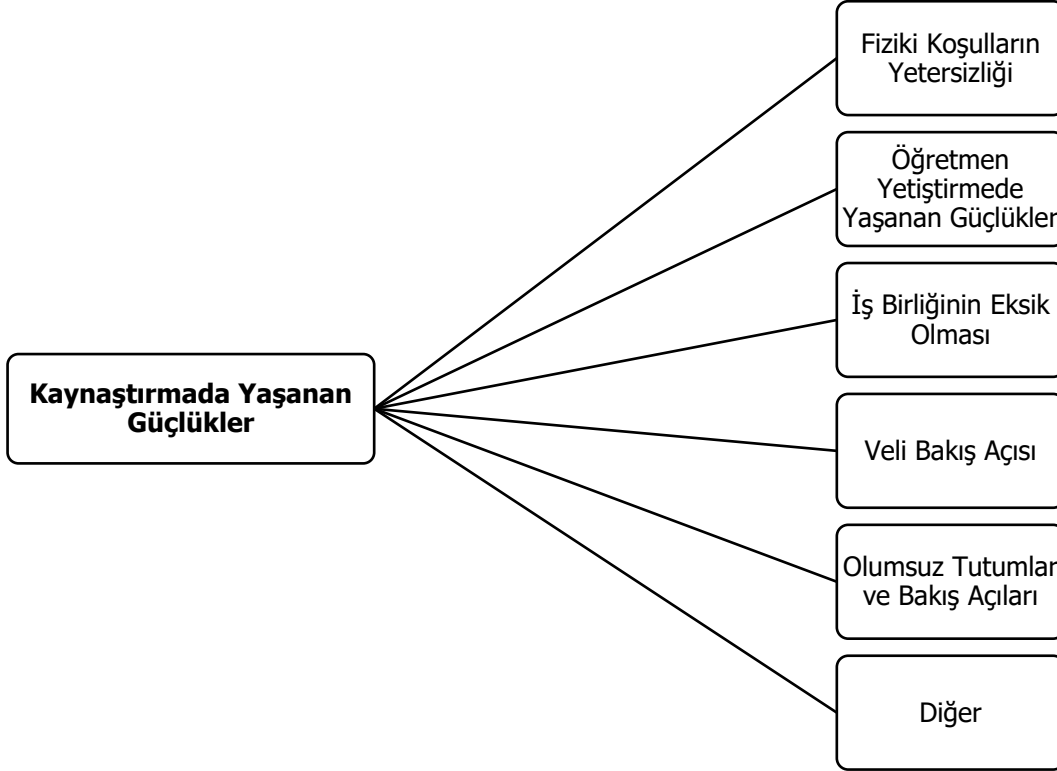 Fiziki Koşulların
Yetersizliği
Öğretmen
Yetiştirmede
Yaşanan Güçlükler
İş Birliğinin Eksik
Olması
Kaynaştırmada Yaşanan
Güçlükler
Veli Bakış Açısı
Olumsuz Tutumlar
ve Bakış Açıları
Diğer